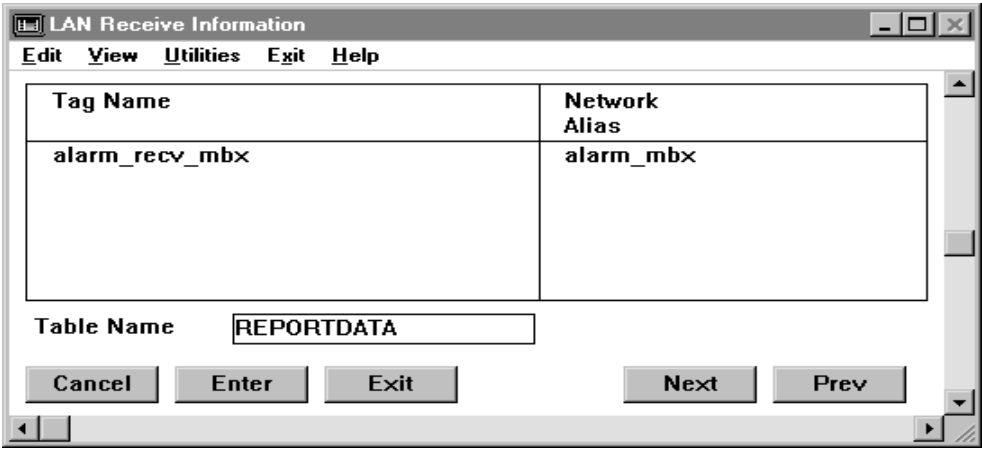 LAN Receive Information
Edit View Utilities Exit Help
Tag Name Network
Alias
alarm_recv_mbx alarm_mbx
Table Name REPORTDATA
Cancel Enter Exit Next Prev